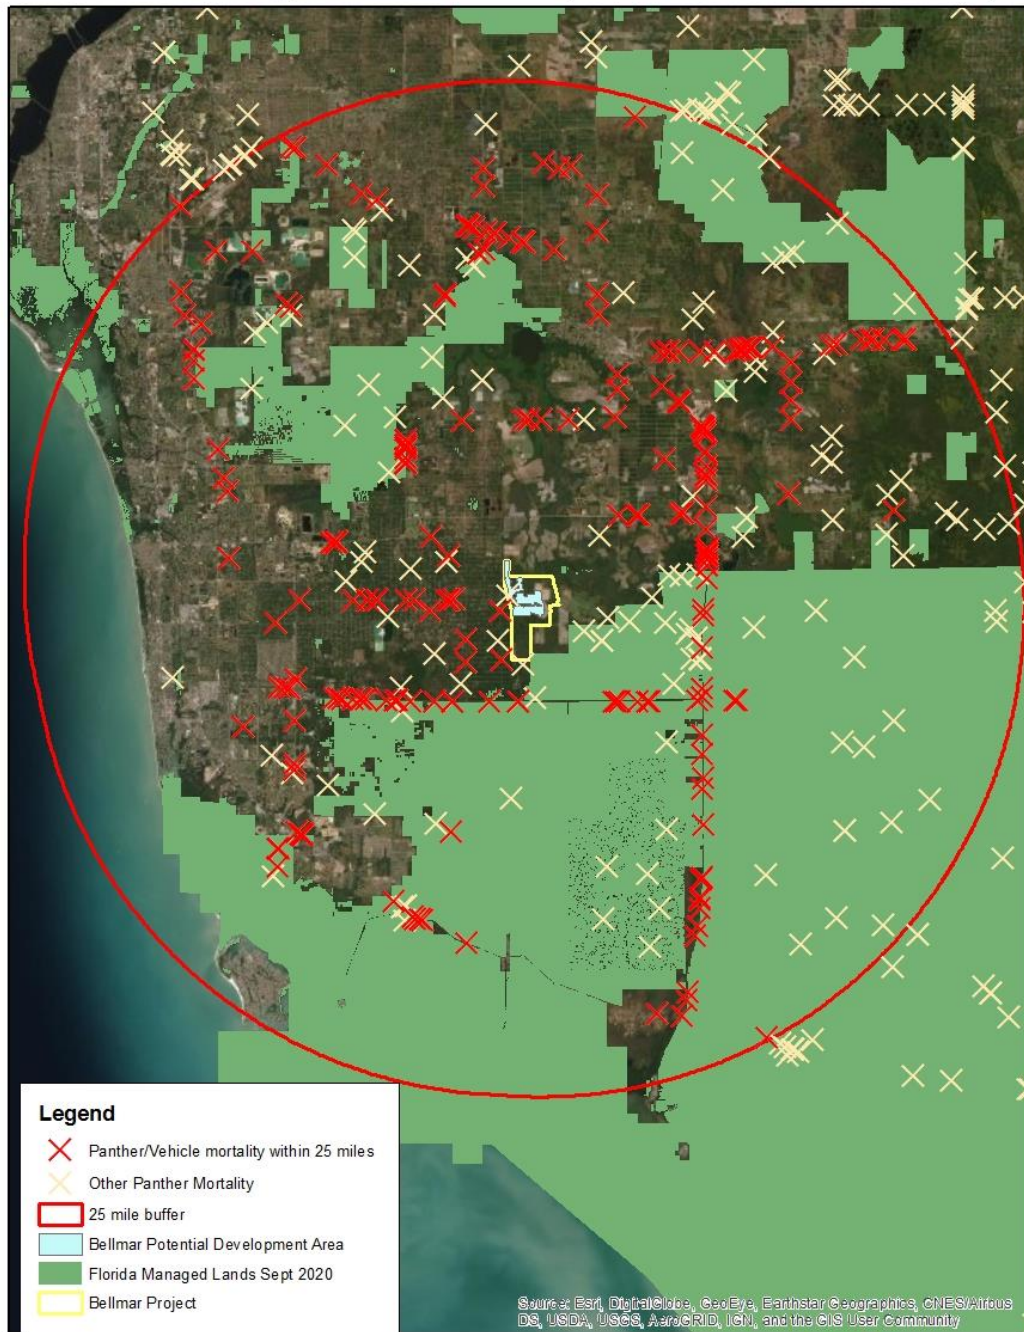 Legend
Panther/Vehicle mortality within 25 miles
Other Panther Mortality
25 mile buffer
Bellmar Potential Development Area
Florida Managed Lands Sept 2020
Bellmar Project
Source: Esri, DigitalGlobe, GeoEye, Earthstar Geographics, CNES/Airbus
DS, USDA, USGS, AeroGRID, IGN, and the GIS User Community